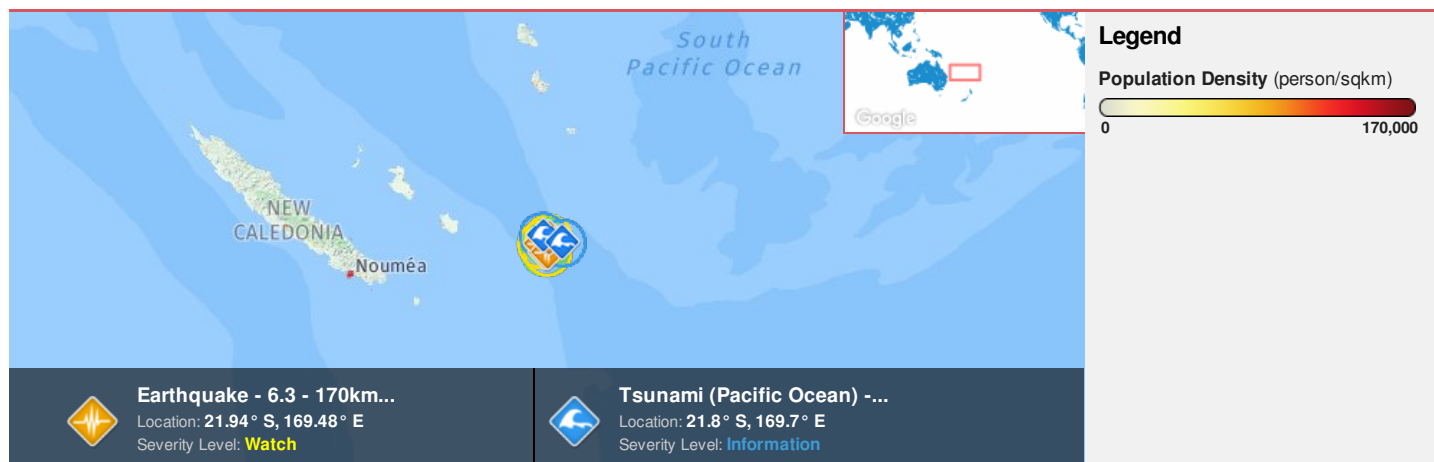 South
Pacific Ocean
Google
NEW
CALEDONIA
Nouméa
Legend
Population Density (person/sqkm)
0 170,000
Earthquake - 6.3 - 170km...
Location: 21.94° S, 169.48° E
Severity Level: Watch
Tsunami (Pacific Ocean) -...
Location: 21.8° S, 169.7° E
Severity Level: Information